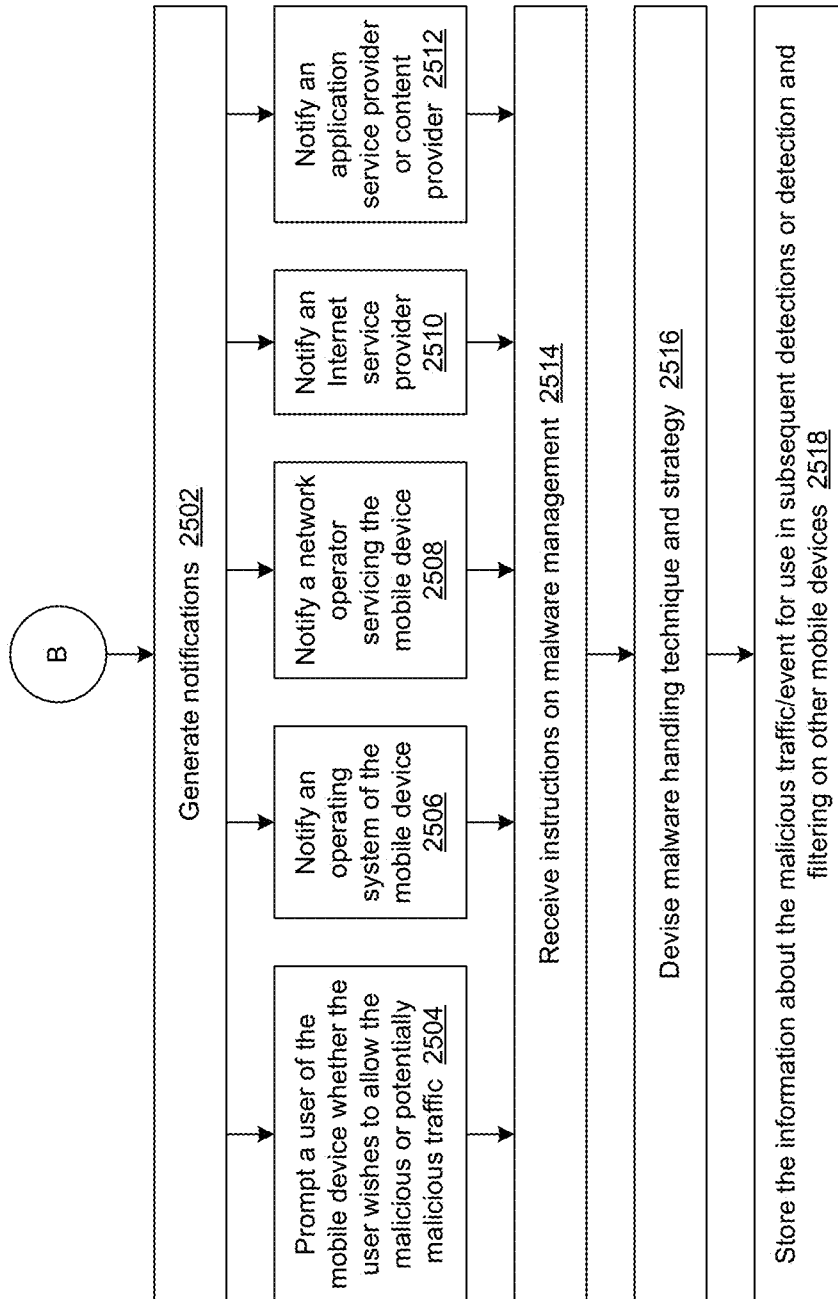 B
Generate notifications 2502
Prompt a user of the
mobile device whether the
user wishes to allow the
malicious or potentially
malicious traffic 2504
Notify an
operating
system of the
mobile device
2506
Notify a network
operator
servicing the
mobile device
2508
Notify an
Internet
service
provider
2510
Notify an
application
service provider
or content
provider 2512
Receive instructions on malware management 2514
Devise malware handling technique and strategy 2516
Store the information about the malicious traffic/event for use in subsequent detections or detection and
filtering on other mobile devices 2518